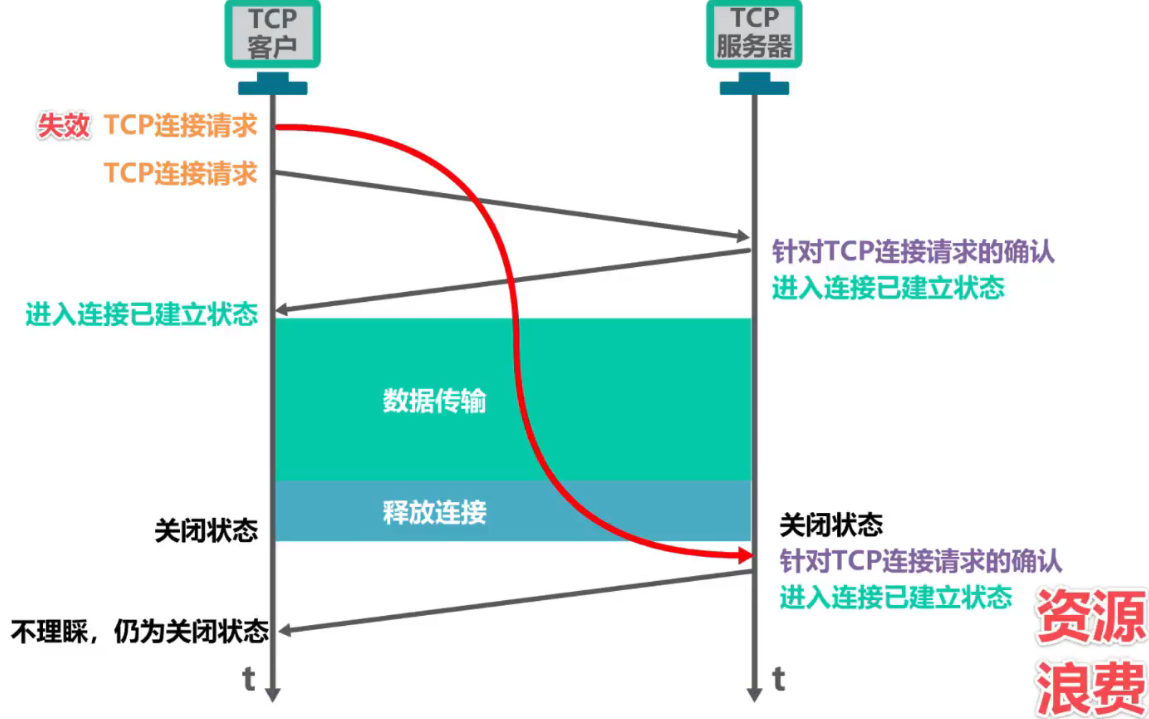 TCP
客户
TCP
服务器
失效 TCP连接请求
TCP连接请求
针对TCP连接请求的确认
进入连接已建立状态
进入连接已建立状态
数据传输
释放连接
关闭状态
关闭状态
针对TCP连接请求的确认
进入连接已建立状态
不理睬，仍为关闭状态
资源
浪费
t
t